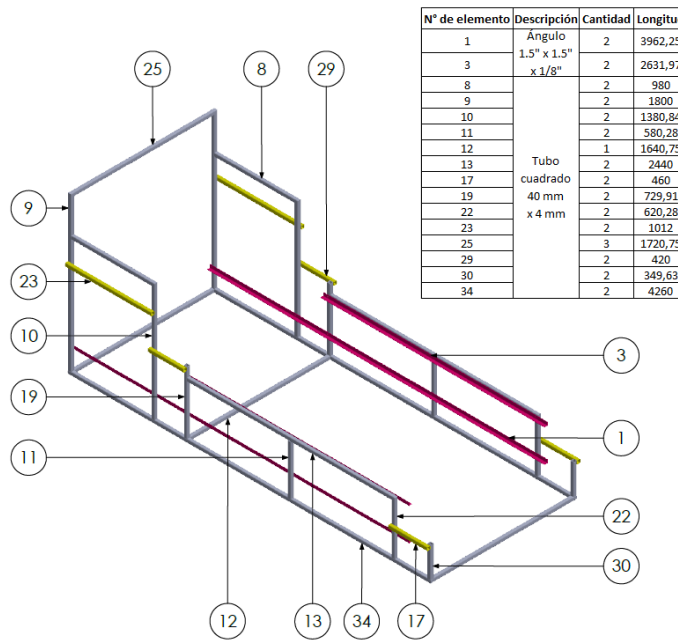 N° de elemento Descripción Cantidad Longitud
1 Ángulo 1.5" x 1.5" x 1/8" 2 3962,25
3 2 2631,97
8 Tubo cuadrado 40 mm x 4 mm 2 980
9 2 1800
10 2 1380,84
11 2 580,28
12 1 1640,75
13 2 2440
17 2 460
19 2 729,91
22 2 620,28
23 2 1012
25 3 1720,75
29 2 420
30 2 349,63
34 2 4260
25
8
29
9
23
10
3
19
1
11
22
30
12
13
34
17